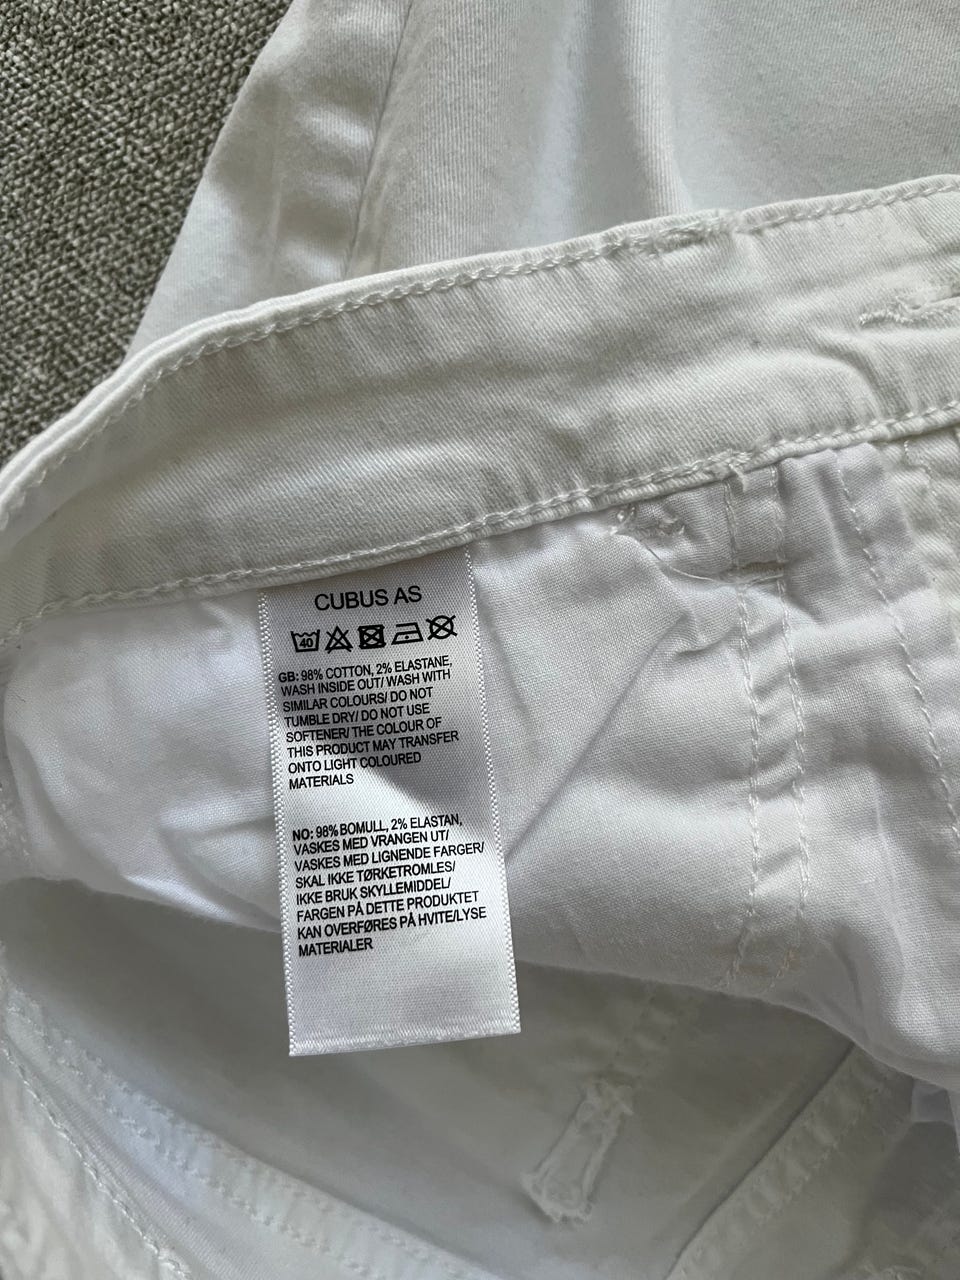 CUBUS AS
40
GB: 98% COTTON, 2% ELASTANE,
WASH INSIDE OUT/ WASH WITH
SIMILAR COLOURS/ DO NOT
TUMBLE DRY/ DO NOT USE
SOFTENER/ THE COLOUR OF
THIS PRODUCT MAY TRANSFER
ONTO LIGHT COLOURED
MATERIALS
NO: 98% BOMULL, 2% ELASTAN,
VASKES MED VRANGEN UT/
VASKES MED LIGNENDE FARGER/
SKAL IKKE TØRKETROMLES/
IKKE BRUK SKYLLEMIDDEL/
FARGEN PÅ DETTE PRODUKTET
KAN OVERFØRES PÅ HVITE/LYSE
MATERIALER